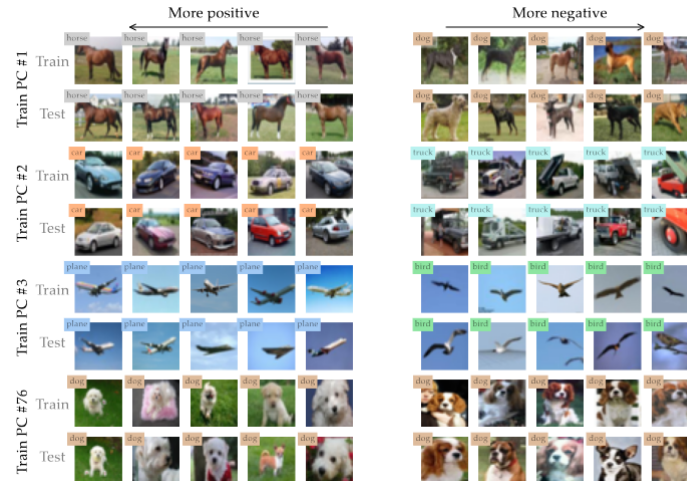 More positive More negative
Train PC #1
horse horse horse horse horse dog dog dog dog dog
Train
horse horse horse horse horse dog dog dog dog dog
Test
Train PC #2
car car car car car truck truck truck truck truck
Train
car car car car car truck truck truck truck truck
Test
Train PC #3
plane plane plane plane plane bird bird bird bird bird
Train
plane plane plane plane plane bird bird bird bird bird
Test
Train PC #76
dog dog dog dog dog dog dog dog dog dog
Train
dog dog dog dog dog dog dog dog dog dog
Test